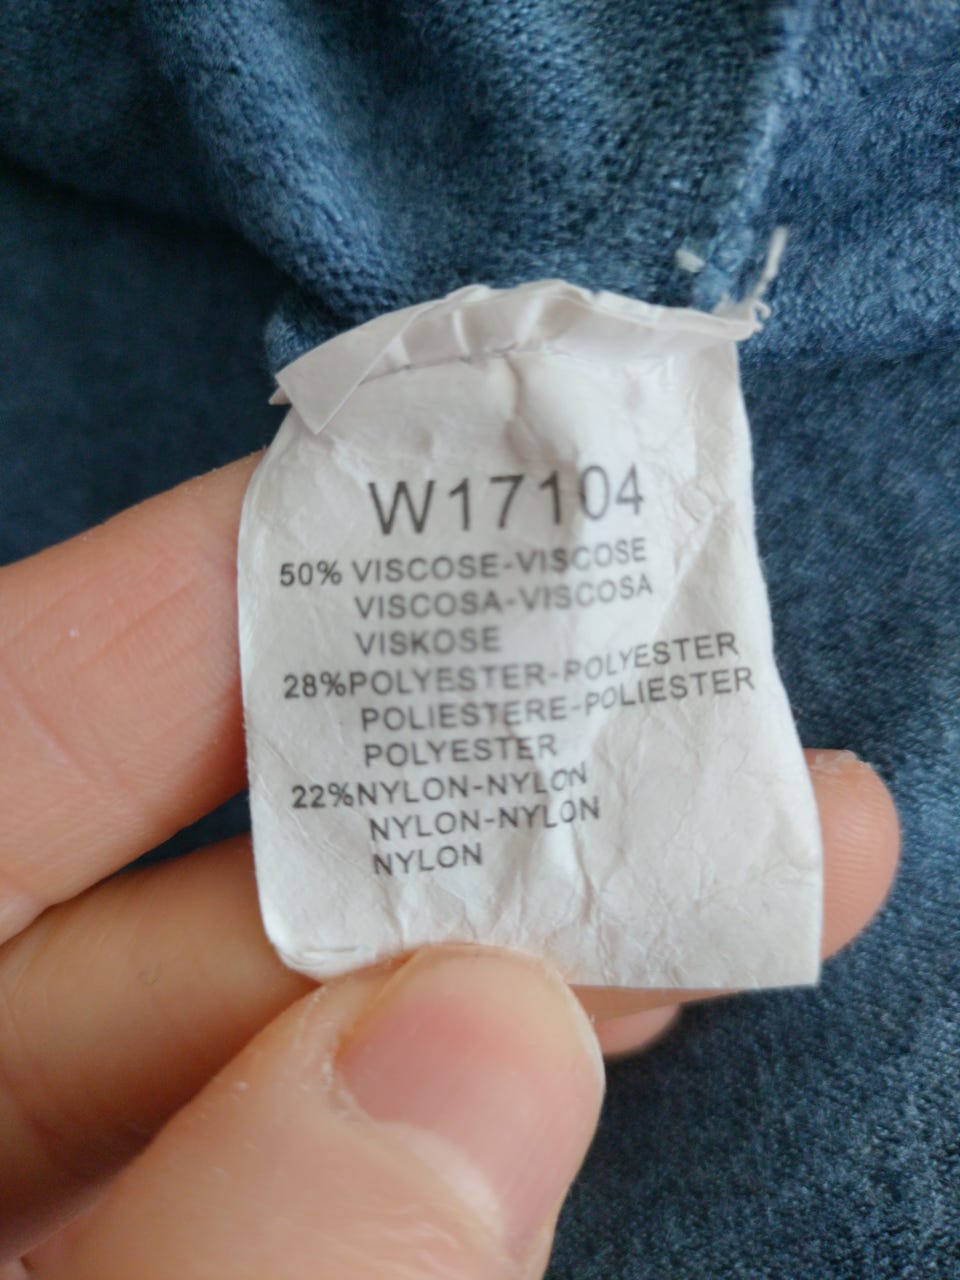 W17104
50% VISCOSE-VISCOSE
VISCOSA-VISCOSA
VISKOSE
28%POLYESTER-POLYESTER
POLIESTERE-POLIESTER
POLYESTER
22%NYLON-NYLON
NYLON-NYLON
NYLON